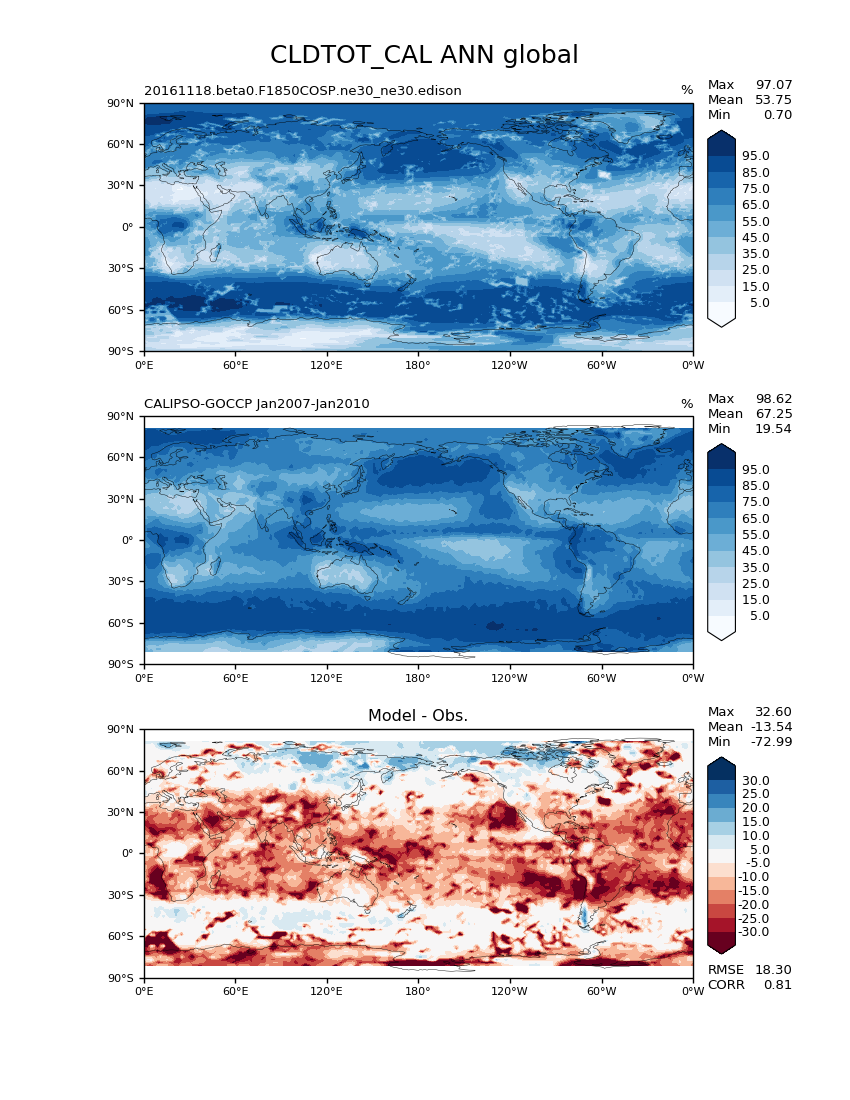 CLDTOT_CAL ANN global
20161118.beta0.F1850COSP.ne30_ne30.edison
%
Max 97.07
Mean 53.75
Min 0.70
90°N
60°N
30°N
0°
30°S
60°S
90°S
0°E 60°E 120°E 180° 120°W 60°W 0°W
95.0
85.0
75.0
65.0
55.0
45.0
35.0
25.0
15.0
5.0
CALIPSO-GOCCP Jan2007-Jan2010
%
Max 98.62
Mean 67.25
Min 19.54
90°N
60°N
30°N
0°
30°S
60°S
90°S
0°E 60°E 120°E 180° 120°W 60°W 0°W
95.0
85.0
75.0
65.0
55.0
45.0
35.0
25.0
15.0
5.0
Model - Obs.
Max 32.60
Mean -13.54
Min -72.99
90°N
60°N
30°N
0°
30°S
60°S
90°S
0°E 60°E 120°E 180° 120°W 60°W 0°W
30.0
25.0
20.0
15.0
10.0
5.0
-5.0
-10.0
-15.0
-20.0
-25.0
-30.0
RMSE 18.30
CORR 0.81